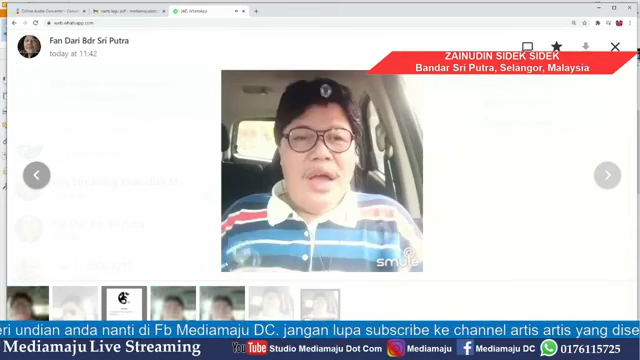 web.whatsapp.com
Fan Dari Bdr Sri Putra
today at 11:42
ZAINUDIN SIDEK SIDEK
Bandar Sri Putra, Selangor, Malaysia
smule
eri undian anda nanti di Fb Mediamaju DC. jangan lupa subscribe ke channel artis artis yang dise
Mediamaju Live Streaming
YouTube Studio Mediamaju Dot Com
Mediamaju
Mediamaju DC
0176115725